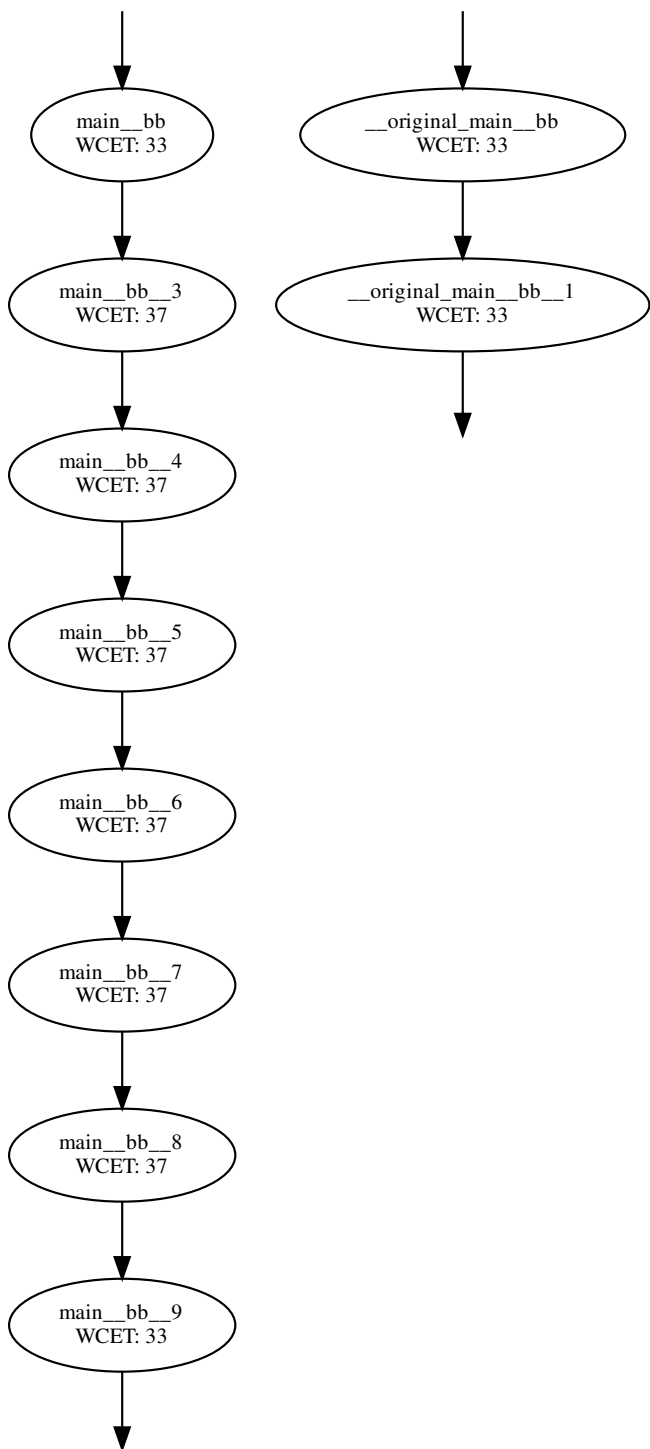 main__bb
WCET: 33
__original_main__bb
WCET: 33
main__bb__3
WCET: 37
__original_main__bb__1
WCET: 33
main__bb__4
WCET: 37
main__bb__5
WCET: 37
main__bb__6
WCET: 37
main__bb__7
WCET: 37
main__bb__8
WCET: 37
main__bb__9
WCET: 33